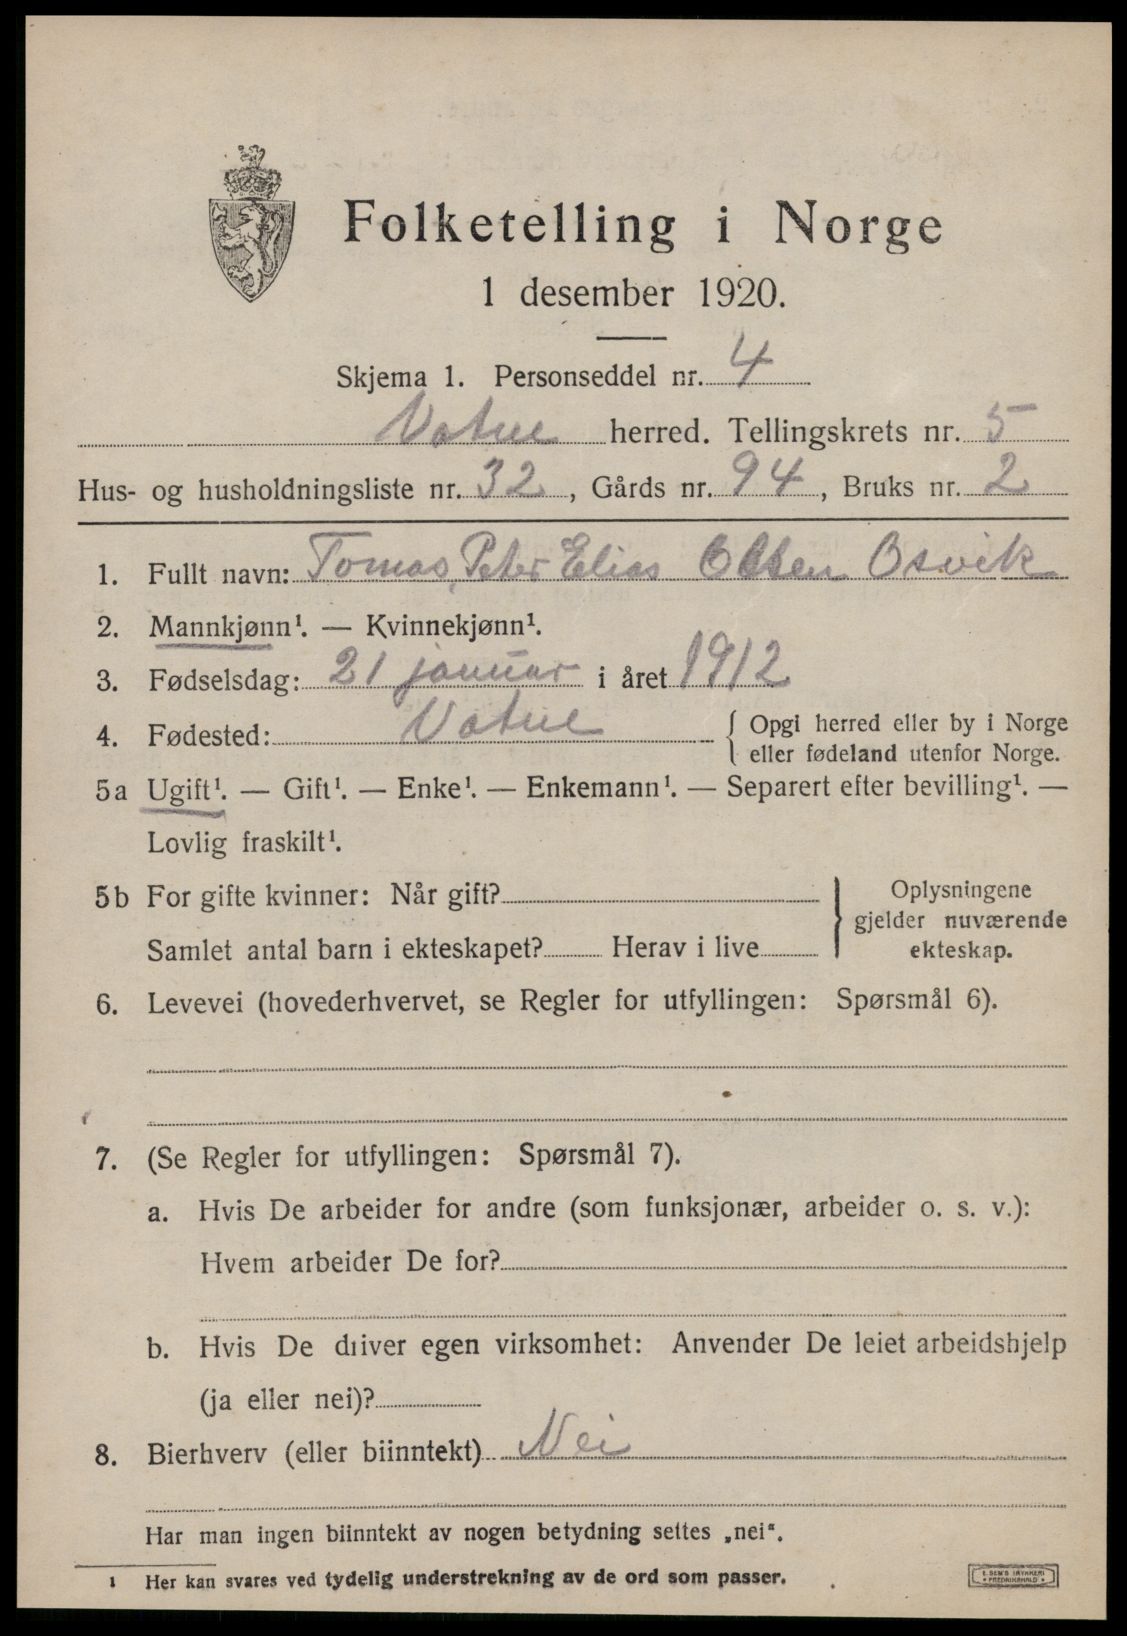 Folketelling i Norge
1 desember 1920.
Skjema 1. Personseddel nr. 4
Vatne herred. Tellingskrets nr. 5
Hus- og husholdningsliste nr. 32, Gårds nr. 94, Bruks nr. 2
1. Fullt navn: Tomas Peter Elias Olsen Osvik
2. Mannkjønn¹. — Kvinnekjønn¹.
3. Fødselsdag: 21 januar i året 1912
4. Fødested: Vatne { Opgi herred eller by i Norge
eller fødeland utenfor Norge.
5a Ugift¹. — Gift¹. — Enke¹. — Enkemann¹. — Separert efter bevilling¹. —
Lovlig fraskilt¹.
5b For gifte kvinner: Når gift?
Samlet antal barn i ekteskapet? Herav i live
} Oplysningene
gjelder nuværende
ekteskap.
6. Levevei (hovederhvervet, se Regler for utfyllingen: Spørsmål 6).
7. (Se Regler for utfyllingen: Spørsmål 7).
a. Hvis De arbeider for andre (som funksjonær, arbeider o. s. v.):
Hvem arbeider De for?
b. Hvis De driver egen virksomhet: Anvender De leiet arbeidshjelp
(ja eller nei)?
8. Bierhverv (eller biinntekt) Nei
Har man ingen biinntekt av nogen betydning settes „nei“.
¹ Her kan svares ved tydelig understrekning av de ord som passer.
E. SEM'S TRYKKERI
• FREDRIKSHALD •